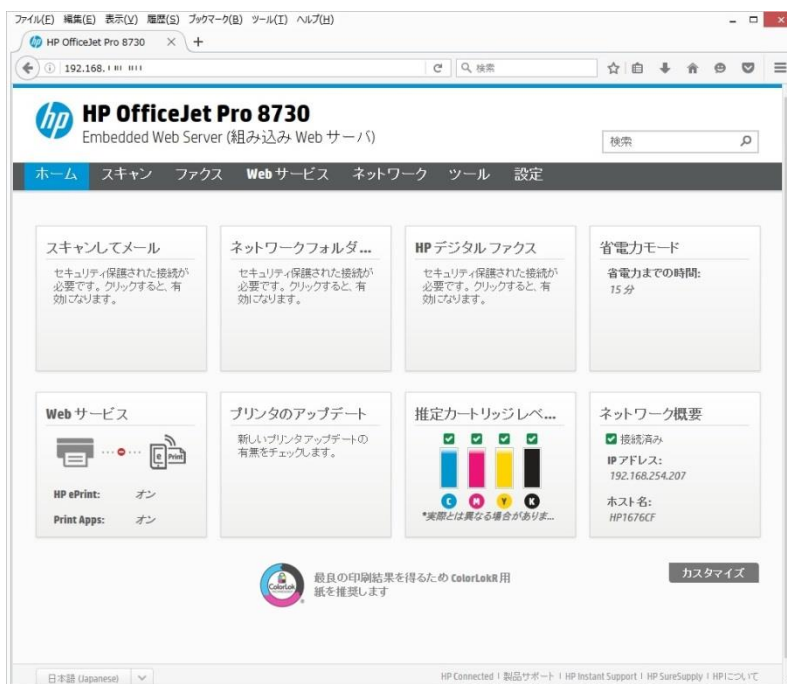 ファイル(F) 編集(E) 表示(V) 履歴(S) ブックマーク(B) ツール(T) ヘルプ(H)
HP OfficeJet Pro 8730
192.168.
検索
hp
HP OfficeJet Pro 8730
Embedded Web Server (組み込み Web サーバ)
検索
ホーム スキャン ファクス Web サービス ネットワーク ツール 設定
スキャンしてメール
セキュリティ保護された接続が
必要です。クリックすると、有
効になります。
ネットワークフォルダ...
セキュリティ保護された接続が
必要です。クリックすると、有
効になります。
HP デジタル ファクス
セキュリティ保護された接続が
必要です。クリックすると、有
効になります。
省電力モード
省電力までの時間:
15 分
Web サービス
e Print
HP ePrint: オン
Print Apps: オン
プリンタのアップデート
新しいプリンタアップデートの
有無をチェックします。
推定カートリッジ レベ...
C M Y K
*実際とは異なる場合がありま...
ネットワーク概要
接続済み
IP アドレス:
192.168.254.207
ホスト名:
HP1676CF
ColorLok
最良の印刷結果を得るため ColorLokR 用
紙を推奨します
カスタマイズ
日本語 (Japanese)
HP Connected | 製品サポート | HP Instant Support | HP SureSupply | HPについて